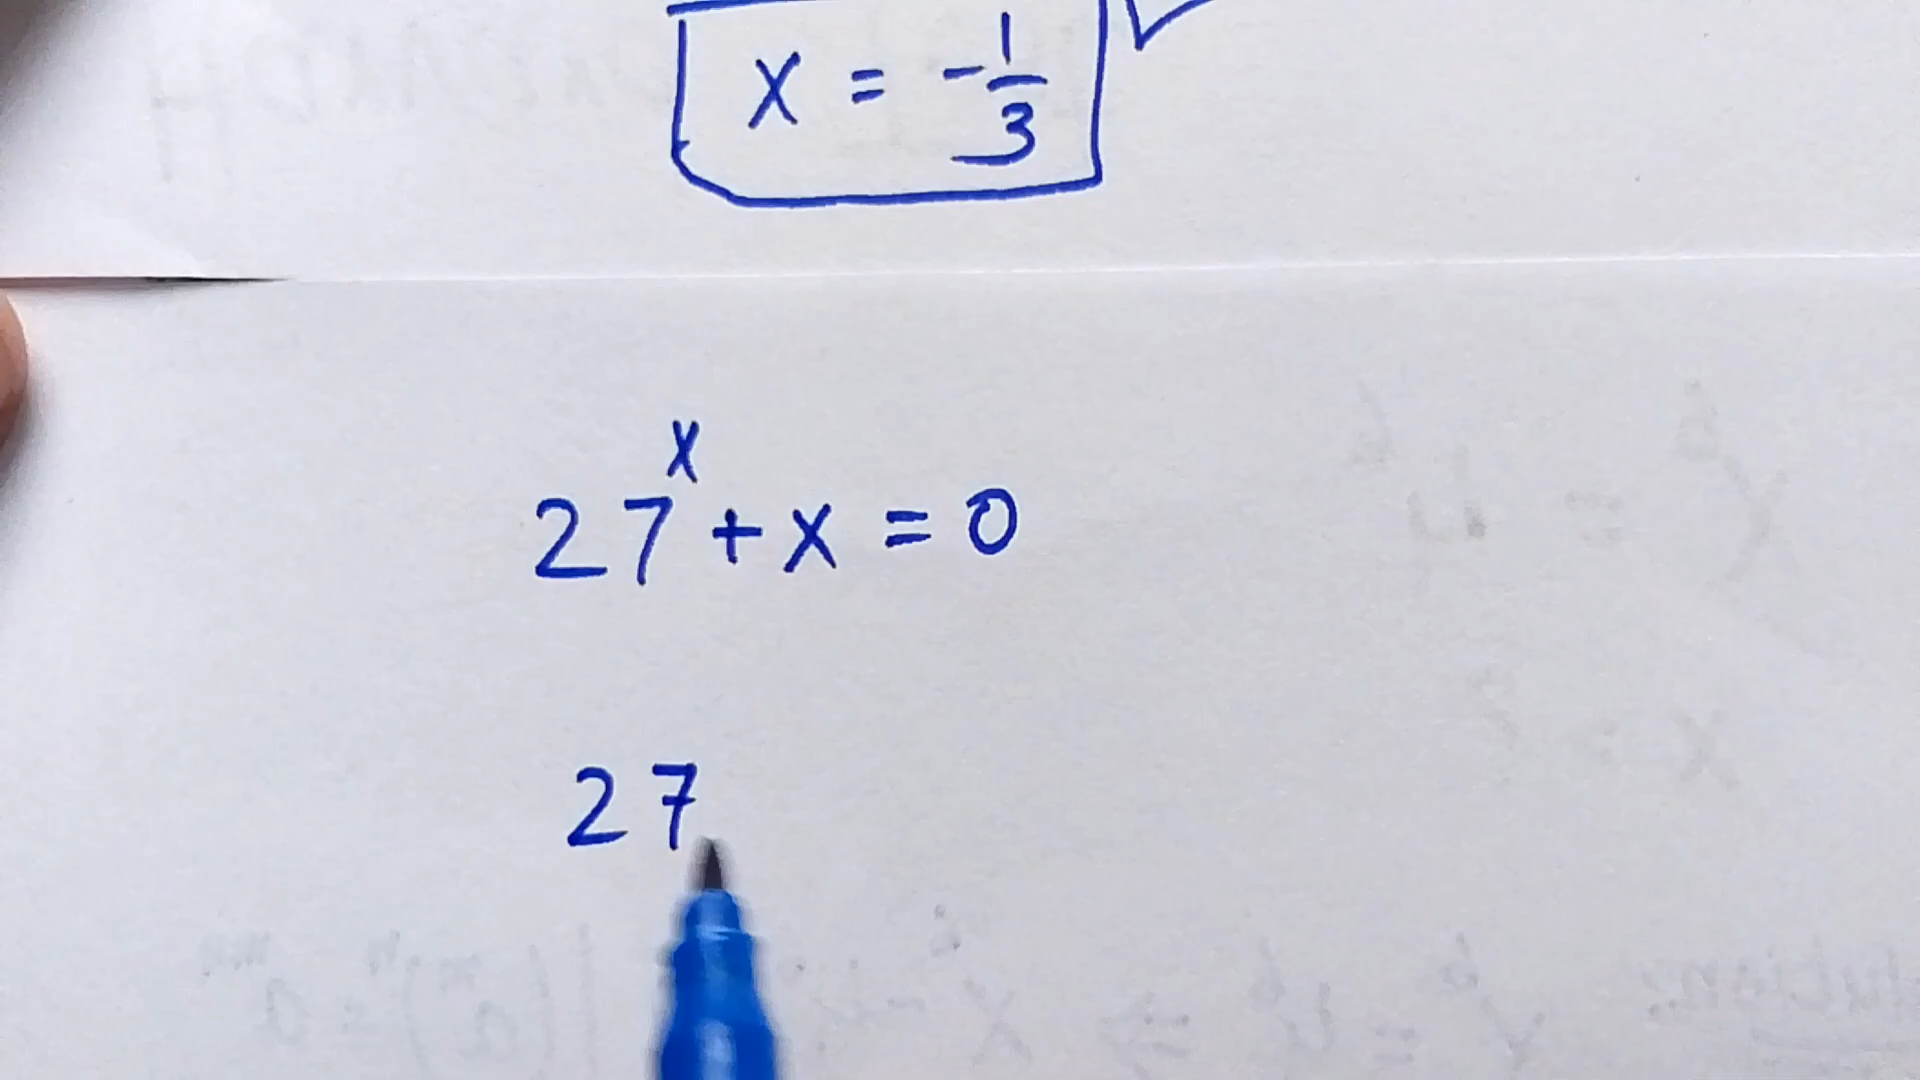 x = -1/3
27^x + x = 0
27